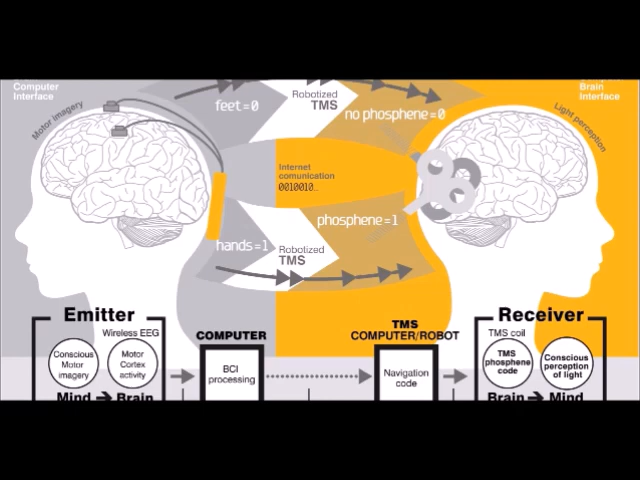 Computer
Interface
Brain
Interface
Motor imagery
Light perception
feet=0
Robotized
TMS
no phosphene=0
Internet
comunication
0010010..
phosphene=1
hands=1
Robotized
TMS
Emitter
Receiver
Wireless EEG
COMPUTER
TMS
COMPUTER/ROBOT
TMS coil
Conscious
Motor
imagery
Motor
Cortex
activity
BCI
processing
Navigation
code
TMS
phosphene
code
Conscious
perception
of light
Mind → Brain
Brain → Mind